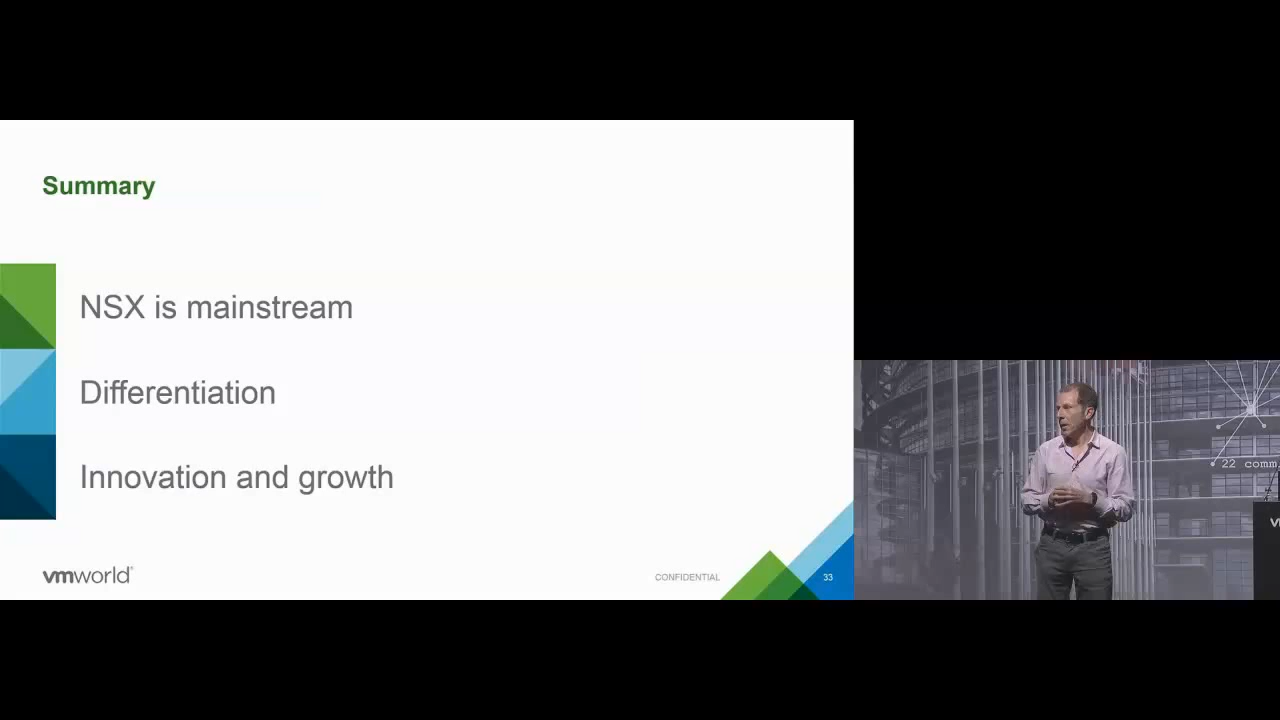 Summary
NSX is mainstream
Differentiation
Innovation and growth
vmworld
CONFIDENTIAL
33
22 comm